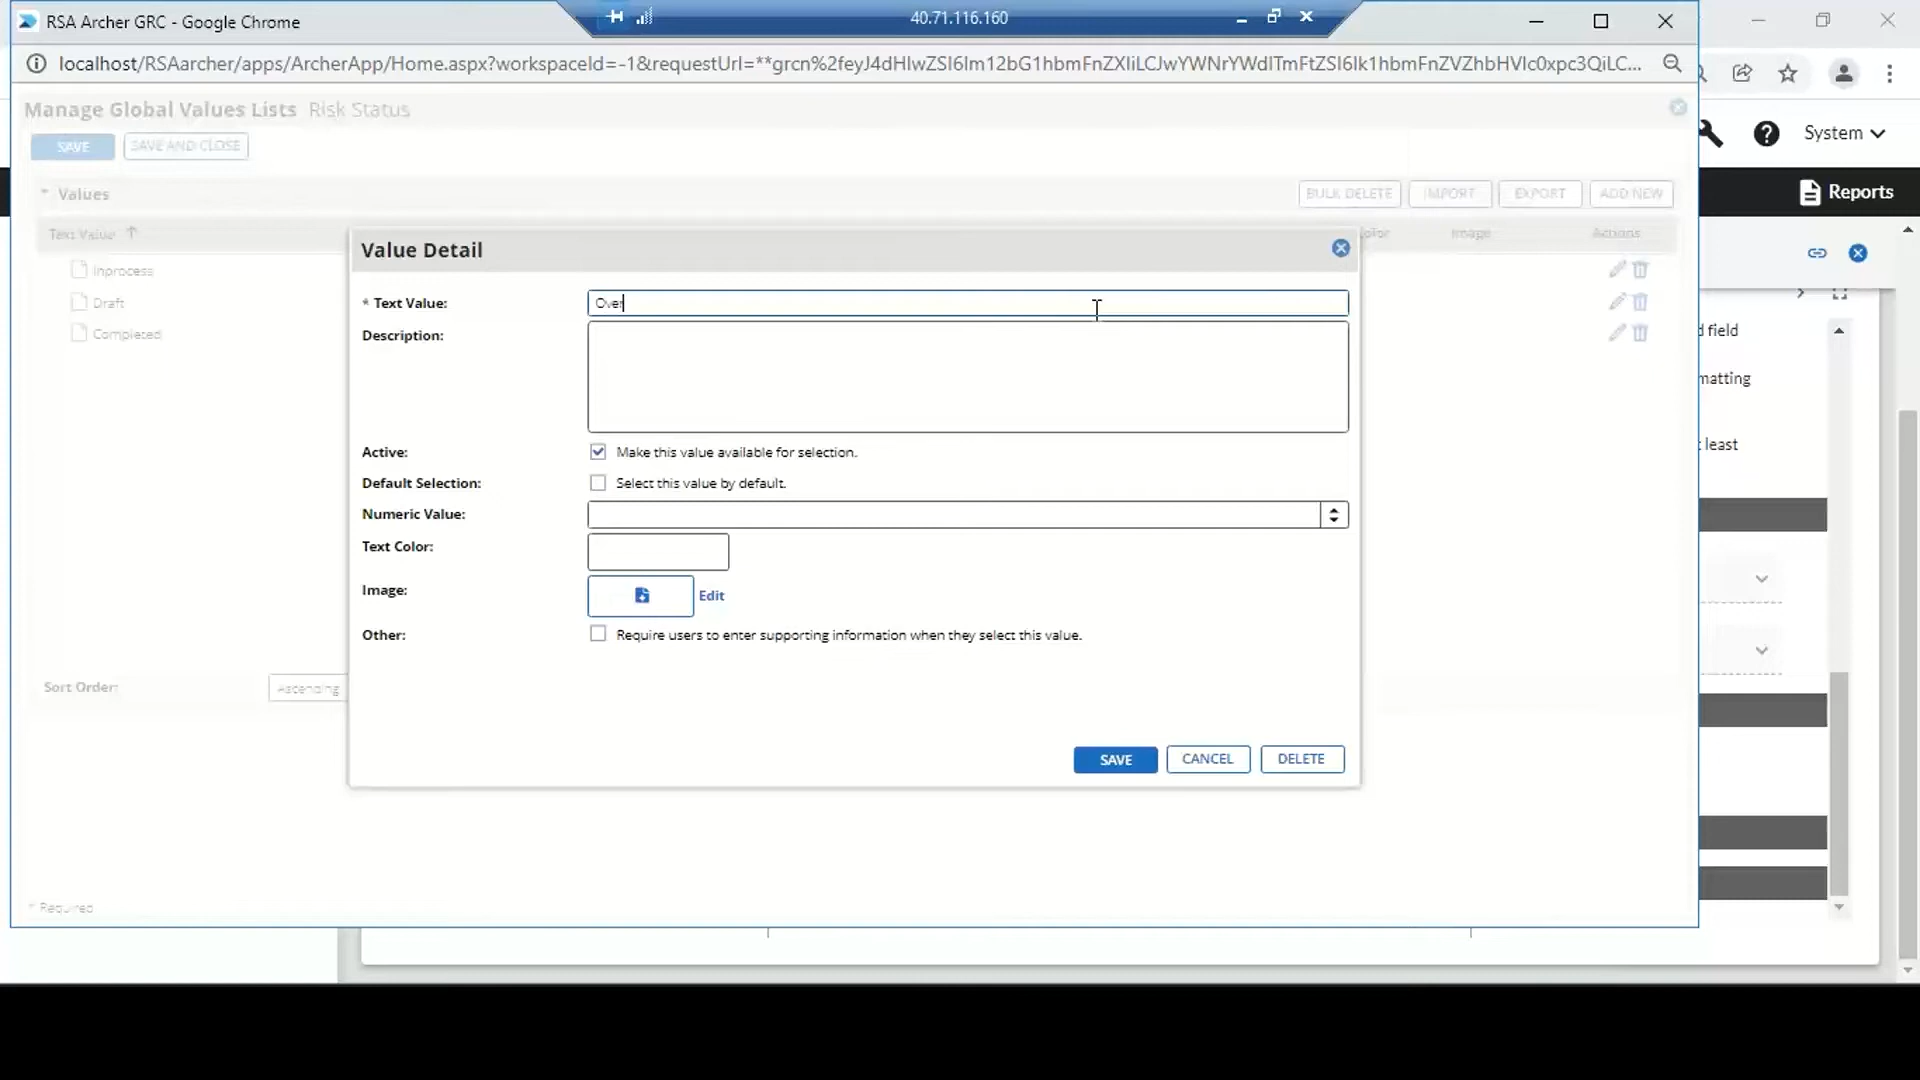 RSA Archer GRC - Google Chrome
40.71.116.160
localhost/RSAarcher/apps/ArcherApp/Home.aspx?workspaceId=-1&requestUrl=**grcn%2feyJ4dHlwZSI6Im12bG1hbmFnZXIiLCJwYWNrYWdlTmFtZSI6Ik1hbmFnZVZhbHVlc0xpc3QiLC...
Manage Global Values Lists Risk Status
SAVE SAVE AND CLOSE
System
Reports
Values BULK DELETE IMPORT EXPORT ADD NEW
Text Value Image Actions
Inprocess
Draft
Completed
Value Detail
* Text Value: Over
Description:
Active: Make this value available for selection.
Default Selection: Select this value by default.
Numeric Value:
Text Color:
Image: Edit
Other: Require users to enter supporting information when they select this value.
Sort Order: Ascending
SAVE CANCEL DELETE
* Required
d field
matting
t least